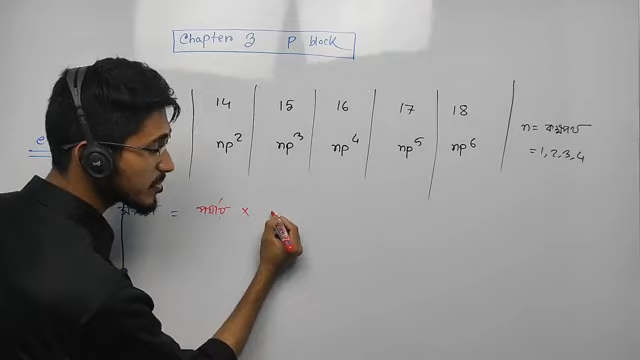 Chapter 3 P block
14 15 16 17 18
np² np³ np⁴ np⁵ np⁶
n = কক্ষপথ
= 1, 2, 3, 4
= পর্যায় ×